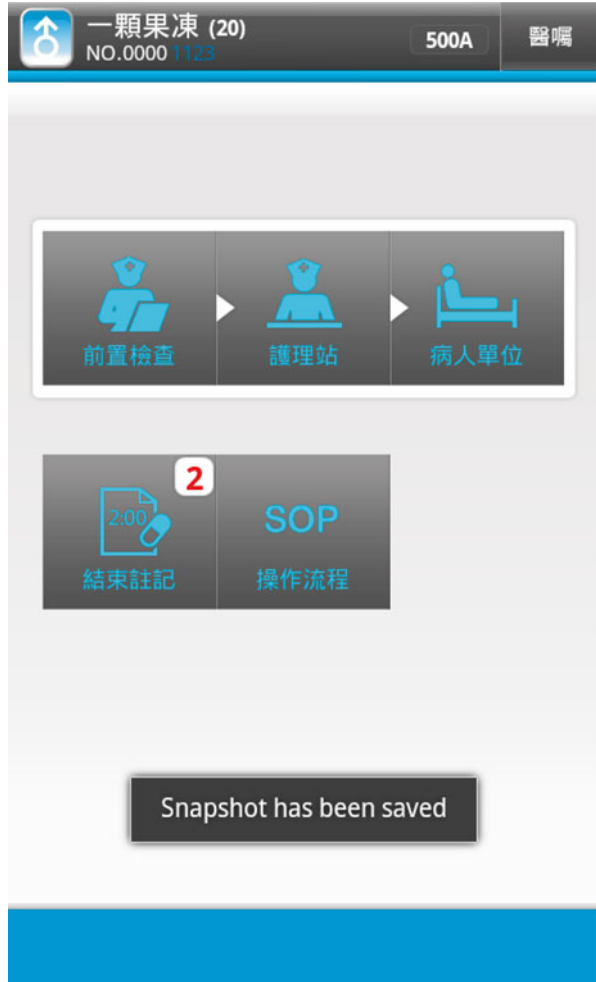 一顆果凍 (20)
NO.0000 1123
500A
醫囑
前置檢查
護理站
病人單位
2
2:00
結束註記
SOP
操作流程
Snapshot has been saved